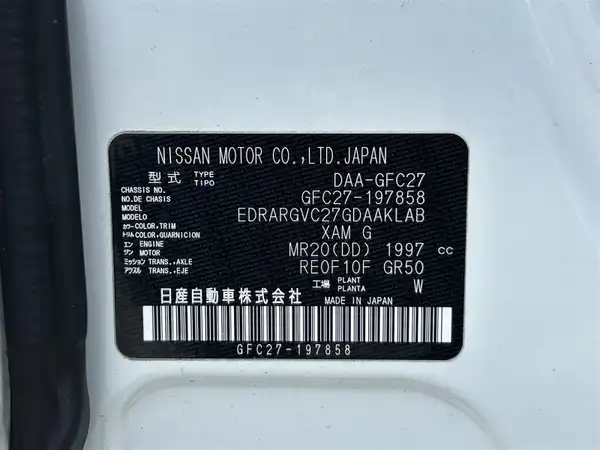 NISSAN MOTOR CO.,LTD.JAPAN
型式 TYPE TIPO DAA-GFC27
CHASSIS NO. NO.DE CHASIS GFC27-197858
MODEL MODELO EDRARGVC27GDAAKLAB
カラー COLOR,TRIM トリム COLOR,GUARNICION XAM G
エンジン ENGINE MOTOR MR20(DD) 1997 cc
ミッション TRANS.,AXLE アクスル TRANS.,EJE RE0F10F GR50
工場 PLANT PLANTA W
日産自動車株式会社 MADE IN JAPAN
GFC27-197858